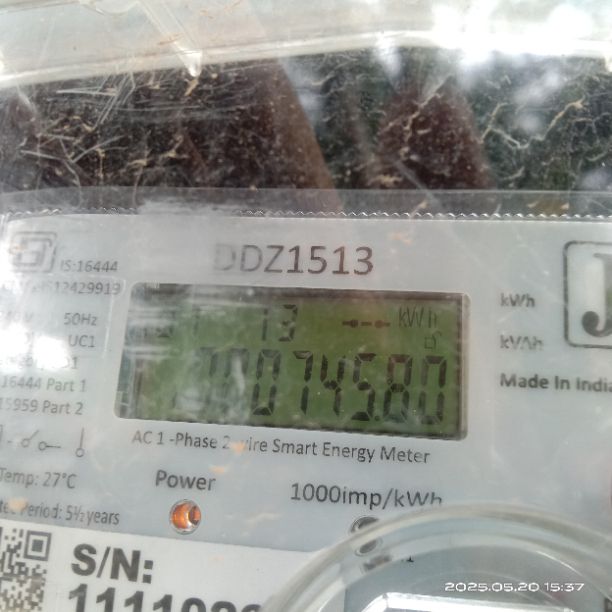 IS:16444
DDZ1513
50Hz
UC1
16444 Part 1
15959 Part 2
13 kWh
000745.80
kWh
kVAh
Made In India
AC 1 -Phase 2 wire Smart Energy Meter
Temp: 27°C
Period: 5½ years
Power
1000imp/kWh
S/N:
2025.05.20 15:37